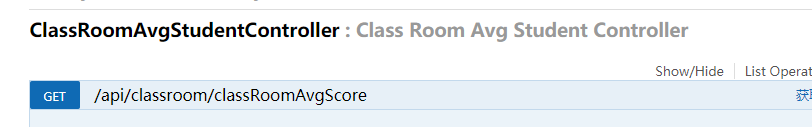 ClassRoomAvgStudentController : Class Room Avg Student Controller
Show/Hide List Operat
GET /api/classroom/classRoomAvgScore 获